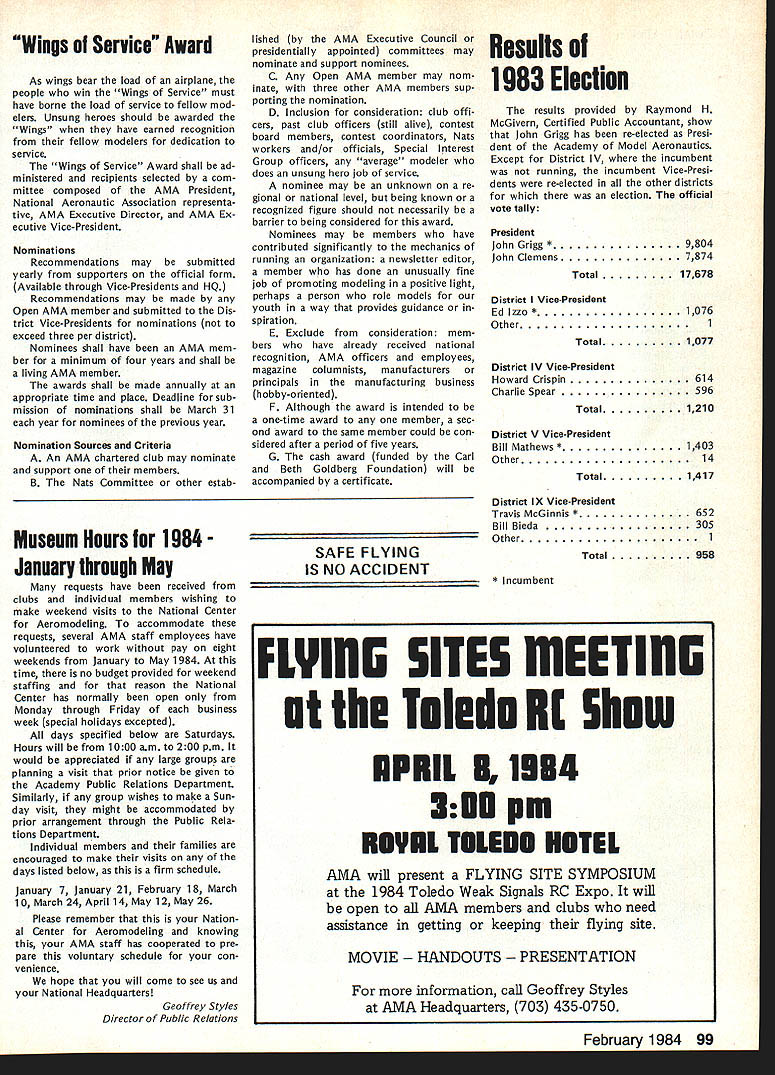 "Wings of Service" Award
As wings bear the load of an airplane, the
people who win the "Wings of Service" must
have borne the load of service to fellow mod-
elers. Unsung heroes should be awarded the
"Wings" when they have earned recognition
from their fellow modelers for dedication to
service.
The "Wings of Service" Award shall be ad-
ministered and recipients selected by a com-
mittee composed of the AMA President,
National Aeronautic Association representa-
tive, AMA Executive Director, and AMA Ex-
ecutive Vice-President.
Nominations
Recommendations may be submitted
yearly from supporters on the official form.
(Available through Vice-Presidents and HQ.)
Recommendations may be made by any
Open AMA member and submitted to the Dis-
trict Vice-Presidents for nominations (not to
exceed three per district).
Nominees shall have been an AMA mem-
ber for a minimum of four years and shall be
a living AMA member.
The awards shall be made annually at an
appropriate time and place. Deadline for sub-
mission of nominations shall be March 31
each year for nominees of the previous year.
Nomination Sources and Criteria
A. An AMA chartered club may nominate
and support one of their members.
B. The Nats Committee or other estab-
lished (by the AMA Executive Council or
presidentially appointed) committees may
nominate and support nominees.
C. Any Open AMA member may nom-
inate, with three other AMA members sup-
porting the nomination.
D. Inclusion for consideration: club offi-
cers, past club officers (still alive), contest
board members, contest coordinators, Nats
workers and/or officials, Special Interest
Group officers, any "average" modeler who
does an unsung hero job of service.
A nominee may be an unknown on a re-
gional or national level, but being known or a
recognized figure should not necessarily be a
barrier to being considered for this award.
Nominees may be members who have
contributed significantly to the mechanics of
running an organization: a newsletter editor,
a member who has done an unusually fine
job of promoting modeling in a positive light,
perhaps a person who role models for our
youth in a way that provides guidance or in-
spiration.
E. Exclude from consideration: mem-
bers who have already received national
recognition, AMA officers and employees,
magazine columnists, manufacturers or
principals in the manufacturing business
(hobby-oriented).
F. Although the award is intended to be
a one-time award to any one member, a sec-
ond award to the same member could be con-
sidered after a period of five years.
G. The cash award (funded by the Carl
and Beth Goldberg Foundation) will be
accompanied by a certificate.
Results of
1983 Election
The results provided by Raymond H.
McGivern, Certified Public Accountant, show
that John Grigg has been re-elected as Presi-
dent of the Academy of Model Aeronautics.
Except for District IV, where the incumbent
was not running, the incumbent Vice-Presi-
dents were re-elected in all the other districts
for which there was an election. The official
vote tally:
President
John Grigg *. . . . . . . . . . . . . . . . 9,804
John Clemens. . . . . . . . . . . . . . . . 7,874
Total . . . . . . . . . 17,678
District I Vice-President
Ed Izzo *. . . . . . . . . . . . . . . . . . 1,076
Other. . . . . . . . . . . . . . . . . . . . 1
Total. . . . . . . . . . 1,077
District IV Vice-President
Howard Crispin . . . . . . . . . . . . . . 614
Charlie Spear . . . . . . . . . . . . . . . 596
Total. . . . . . . . . . 1,210
District V Vice-President
Bill Mathews *. . . . . . . . . . . . . . . 1,403
Other. . . . . . . . . . . . . . . . . . . . 14
Total. . . . . . . . . . 1,417
District IX Vice-President
Travis McGinnis *. . . . . . . . . . . . . . 652
Bill Bieda . . . . . . . . . . . . . . . . . 305
Other. . . . . . . . . . . . . . . . . . . . 1
Total . . . . . . . . . . 958
* Incumbent
Museum Hours for 1984 -
January through May
Many requests have been received from
clubs and individual members wishing to
make weekend visits to the National Center
for Aeromodeling. To accommodate these
requests, several AMA staff employees have
volunteered to work without pay on eight
weekends from January to May 1984. At this
time, there is no budget provided for weekend
staffing and for that reason the National
Center has normally been open only from
Monday through Friday of each business
week (special holidays excepted).
All days specified below are Saturdays.
Hours will be from 10:00 a.m. to 2:00 p.m. It
would be appreciated if any large groups are
planning a visit that prior notice be given to
the Academy Public Relations Department.
Similarly, if any group wishes to make a Sun-
day visit, they might be accommodated by
prior arrangement through the Public Rela-
tions Department.
Individual members and their families are
encouraged to make their visits on any of the
days listed below, as this is a firm schedule.
January 7, January 21, February 18, March
10, March 24, April 14, May 12, May 26.
Please remember that this is your Nation-
al Center for Aeromodeling and knowing
this, your AMA staff has cooperated to pre-
pare this voluntary schedule for your con-
venience.
We hope that you will come to see us and
your National Headquarters!
Geoffrey Styles
Director of Public Relations
SAFE FLYING
IS NO ACCIDENT
FLYING SITES MEETING
at the Toledo RC Show
APRIL 8, 1984
3:00 pm
ROYAL TOLEDO HOTEL
AMA will present a FLYING SITE SYMPOSIUM
at the 1984 Toledo Weak Signals RC Expo. It will
be open to all AMA members and clubs who need
assistance in getting or keeping their flying site.
MOVIE – HANDOUTS – PRESENTATION
For more information, call Geoffrey Styles
at AMA Headquarters, (703) 435-0750.
February 1984 99